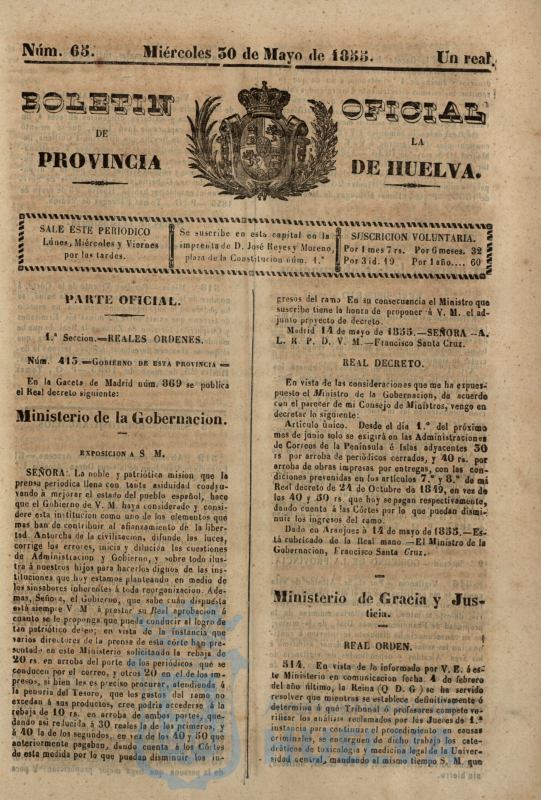 Núm. 65. Miércoles 30 de Mayo de 1855. Un real.
BOLETIN OFICIAL
DE LA
PROVINCIA DE HUELVA.
SALE ESTE PERIODICO
Lúnes, Miércoles y Viernes
por las tardes.
Se suscribe en esta capital en la
imprenta de D. José Reyes y Moreno,
plaza de la Constitucion núm. 1.º
SUSCRICION VOLUNTARIA.
Por 1 mes 7 rs. Por 6 meses. 32
Por 3 id. 19 Por 1 año.... 60
PARTE OFICIAL.
1.ª Seccion.—REALES ORDENES.
Núm. 413.—GOBIERNO DE ESTA PROVINCIA—
En la Gaceta de Madrid núm. 869 se publica
el Real decreto siguiente:
Ministerio de la Gobernacion.
EXPOSICION A S M.
SEÑORA: La noble y patriótica mision que la
prensa periodica llena con tanta asiduidad coadyu-
vando á mejorar el estado del pueblo español, hace
que el Gobierno de V. M. haya considerado y consi-
dere esta institucion como uno de los elementos que
mas han de contribuir al afianzamiento de la liber-
tad. Antorcha de la civilizacion, difunde las luces,
corrige los errores, inicia y dilucida las cuestiones
de Administracion y Gobierno, y sobre todo ilus-
tra á nuestros hijos para hacerlos dignos de las ins-
tituciones que hoy estamos planteando en medio de
los sinsabores inherentes á toda reorganizacion. Ade-
mas, Señora, el Gobierno, que sabe cuán dispuesta
está siempre V M á prestar su Real aprobacion á
cuanto se le proponga que pueda conducir al logro de
tan patriótico deseo; en vista de la instancia que
varios directores de la prensa de esta córte han pre-
sentado en este Ministerio solicitando la rebaja de
20 rs. en arroba del porte de los periódicos que se
conducen por el correo, y otros 20 en el de los im-
presos, si bien les es preciso procurar, atendiendo á
la penuria del Tesoro, que los gastos del ramo no
excedan á sus productos, cree podria accederse á la
rebaja de 10 rs. en arroba de ambos portes, que-
dando asi reducida á 30 reales la de los primeros, y
á 40 la de los segundos, en vez de los 40 y 50 que
anteriormente pagaban, dando cuenta á las Córtes
de esta medida por lo que puedan disminuir los in-
gresos del ramo En su consecuencia el Ministro que
suscribe tiene la honra de proponer á V. M. el ad-
junto proyecto de decreto.
Madrid 14 de mayo de 1855.—SEÑORA—A.
L. R. P. D. V. M.—Francisco Santa Cruz.
REAL DECRETO.
En vista de las consideraciones que me ha expues-
puesto el Ministro de la Gobernacion, de acuerdo
con el parecer de mi Consejo de Ministros, vengo en
decretar lo siguiente:
Artículo único. Desde el dia 1.º del próximo
mes de junio solo se exigirá en las Administraciones
de Correos de la Península é Islas adyacentes 30
rs por arroba de periódicos cerrados, y 40 rs. por
arroba de obras impresas por entregas, con las con-
diciones prevenidas en los artículos 7.º y 8.º de mi
Real decreto de 24 de Octubre de 1849, en vez de
los 40 y 50 rs. que hoy se pagan respectivamente,
dando cuenta á las Córtes por lo que puedan dismi-
nuir los ingresos del ramo.
Dado en Aranjuez á 14 de mayo de 1855.—Es-
tá rubricado de la Real mano—El Ministro de la
Gobernacion, Francisco Santa Cruz.
Ministerio de Gracia y Jus-
ticia.
REAL ORDEN.
514. En vista de lo informado por V. E. á es-
te Ministerio en comunicacion fecha 4 de febrero
del año último, la Reina (Q D. G) se ha servido
resolver que mientras se establece definitivamente ó
determina á qué Tribunal ó profesores compete ve-
rificar los análisis reclamados por los Jueces de 1.ª
instancia para continuar el procedimiento en causas
criminales, se encarguen de dicho trabajo los cate-
dráticos de toxicologia y medicina legal de la Univer-
sidad central, mandando al mismo tiempo S. M. que